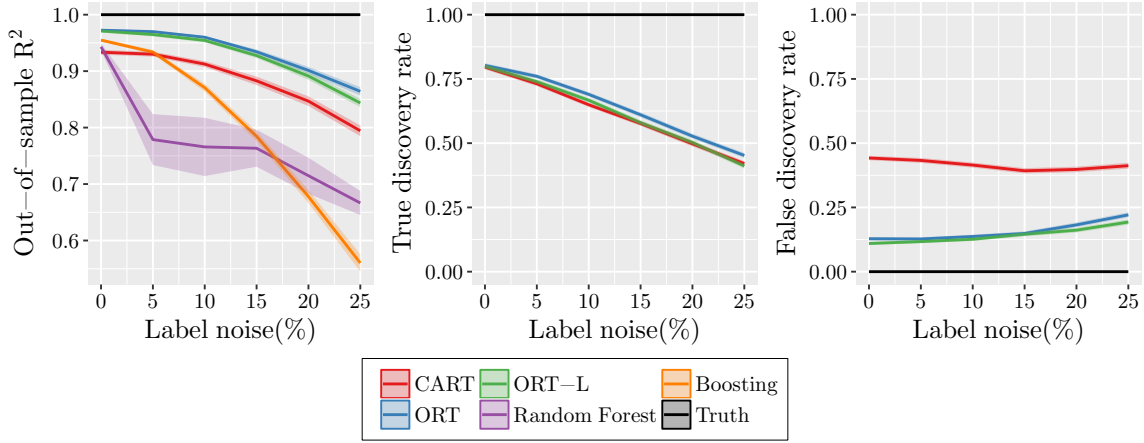 Out−of−sample R²
1.0
0.9
0.8
0.7
0.6
0 5 10 15 20 25
Label noise(%)
True discovery rate
1.00
0.75
0.50
0.25
0.00
0 5 10 15 20 25
Label noise(%)
False discovery rate
1.00
0.75
0.50
0.25
0.00
0 5 10 15 20 25
Label noise(%)
CART ORT−L Boosting
ORT Random Forest Truth